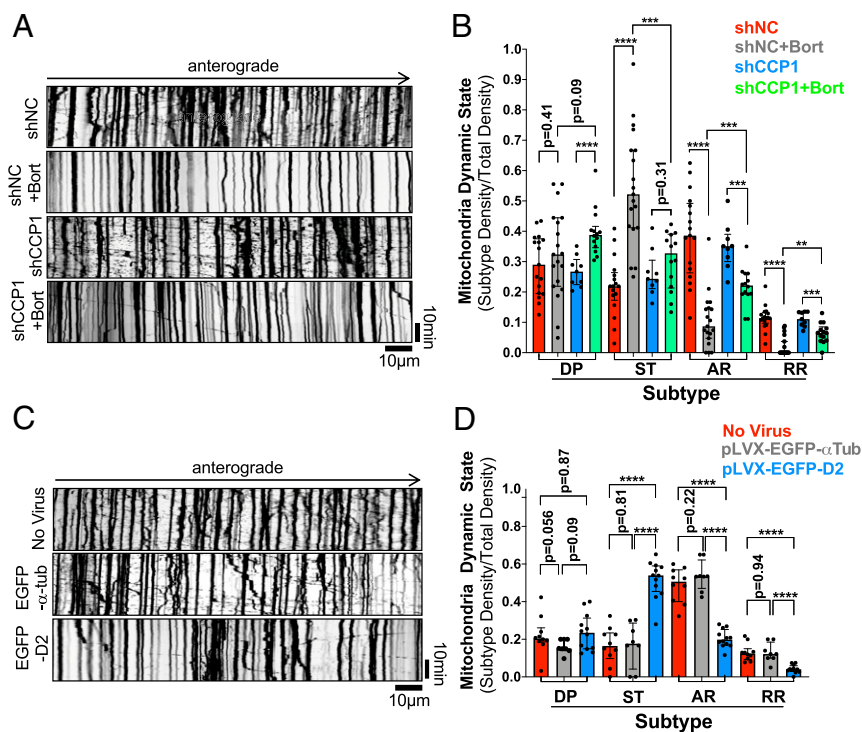 A
anterograde
shNC
shNC
+Bort
shCCP1
shCCP1
+Bort
10min
10µm
B
shNC
shNC+Bort
shCCP1
shCCP1+Bort
Mitochondria Dynamic State
(Subtype Density/Total Density)
1.0
0.9
0.8
0.7
0.6
0.5
0.4
0.3
0.2
0.1
0.0
p=0.41
p=0.09
****
****
***
p=0.31
****
***
***
****
**
***
DP
ST
AR
RR
Subtype
C
anterograde
No Virus
EGFP
-α-tub
EGFP
-D2
10min
10µm
D
No Virus
pLVX-EGFP-αTub
pLVX-EGFP-D2
Mitochondria Dynamic State
(Subtype Density/Total Density)
1.0
0.8
0.6
0.4
0.2
0.0
p=0.87
p=0.056
p=0.09
****
p=0.81
****
****
p=0.22
****
****
p=0.94
****
DP
ST
AR
RR
Subtype